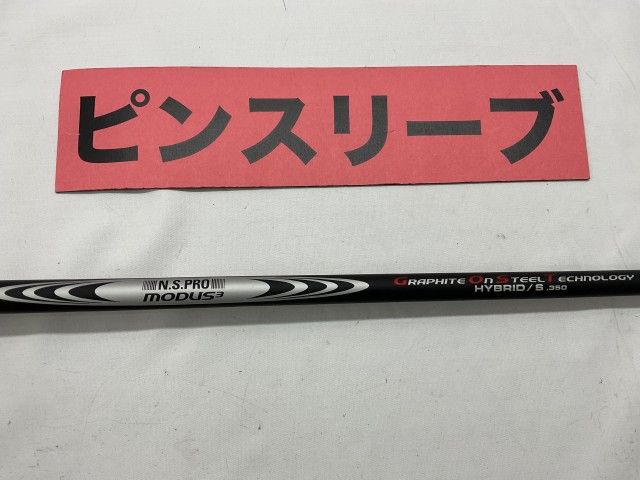 ピンスリーブ
N.S.PRO
MODUS³
GRAPHITE ON STEEL TECHNOLOGY
HYBRID/S .350